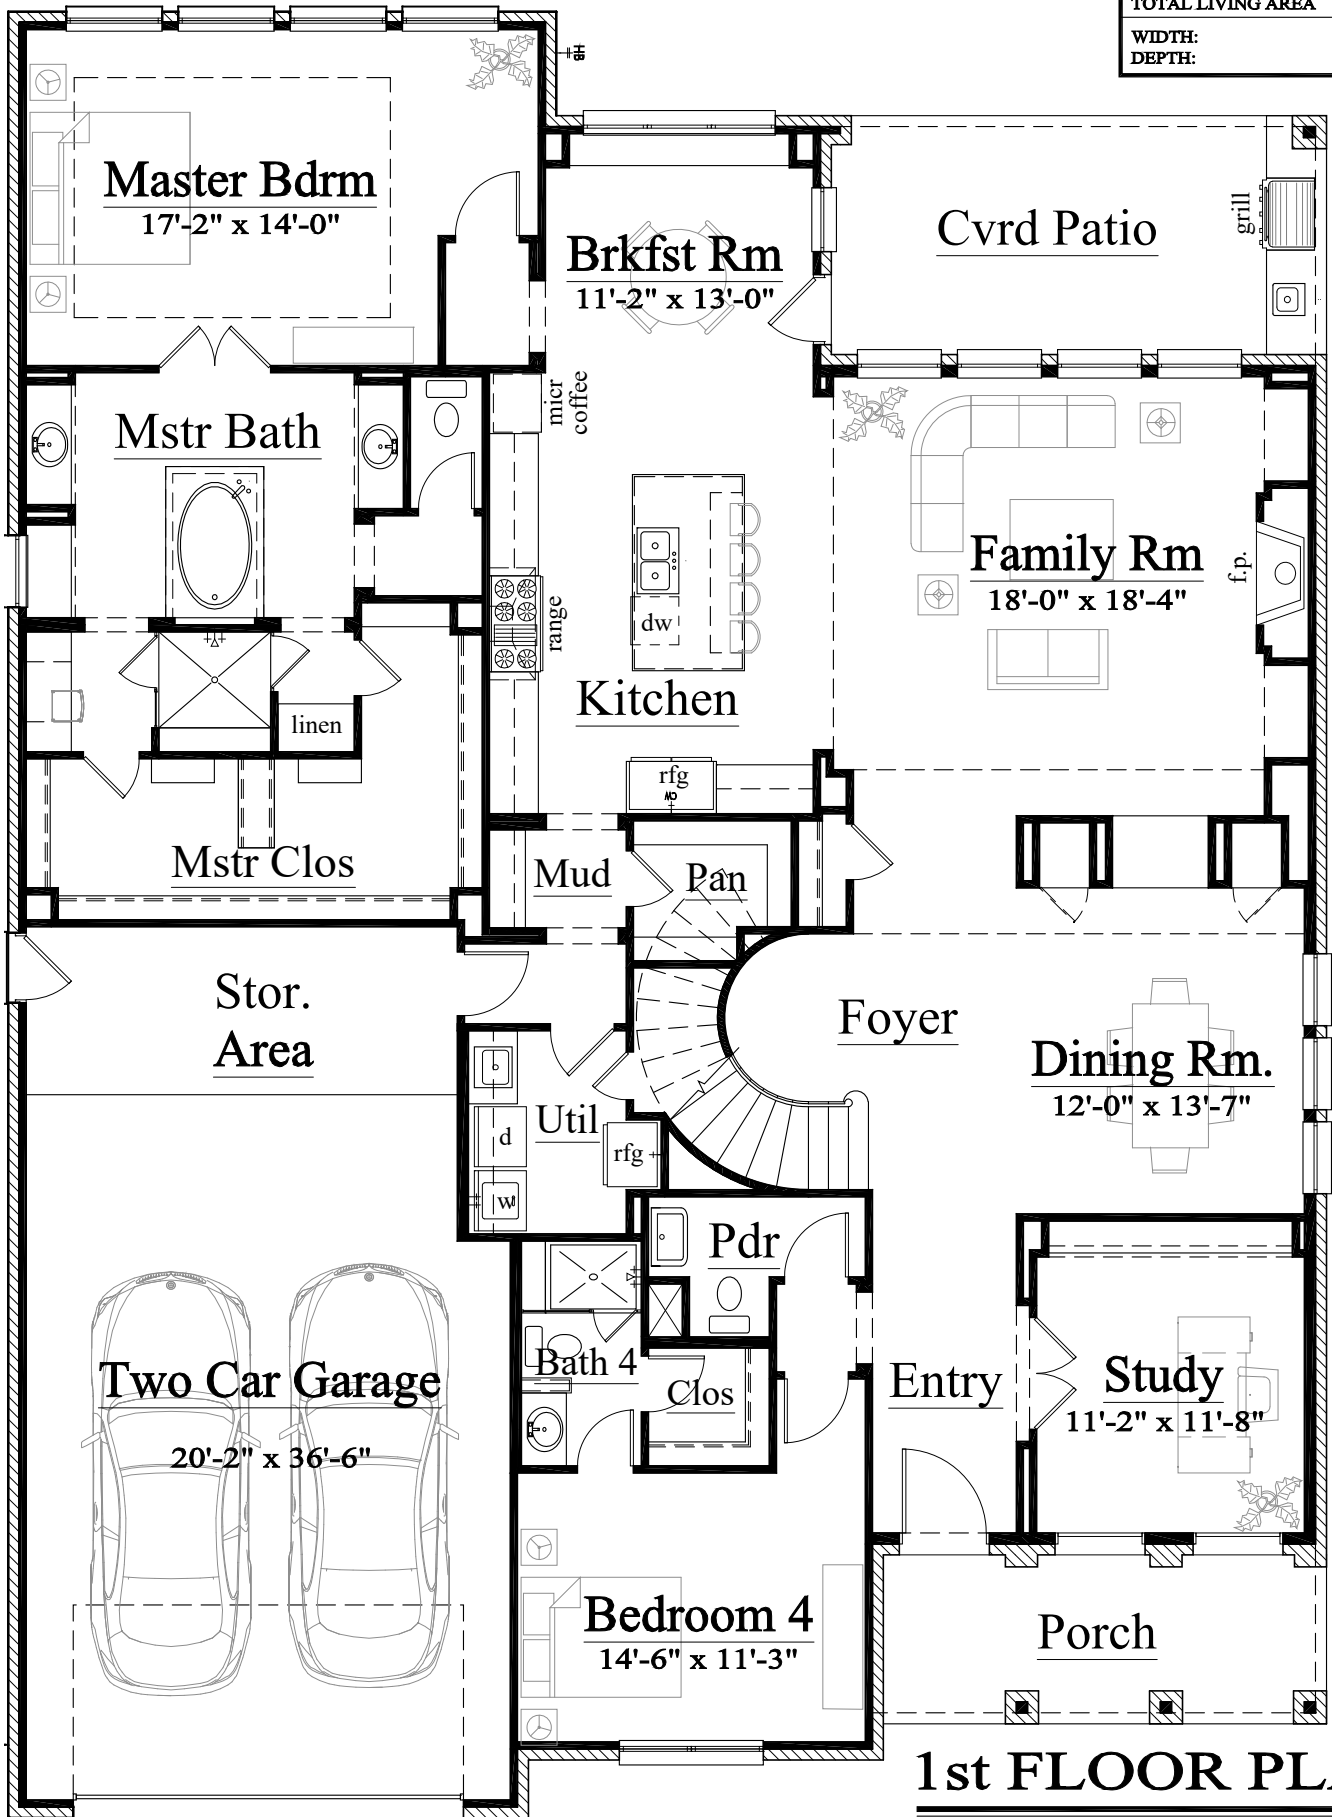 TOTAL LIVING AREA
WIDTH:
DEPTH:
HB
Master Bdrm
17'-2" x 14'-0"
Brkfst Rm
11'-2" x 13'-0"
Cvrd Patio
grill
micr
coffee
Mstr Bath
Family Rm
18'-0" x 18'-4"
f.p.
range
dw
Kitchen
linen
rfg
CW
Mstr Clos
Mud
Pan
Stor.
Area
Foyer
Dining Rm.
12'-0" x 13'-7"
Util
d
rfg
w
Pdr
Bath 4
Clos
Two Car Garage
20'-2" x 36'-6"
Entry
Study
11'-2" x 11'-8"
Bedroom 4
14'-6" x 11'-3"
Porch
1st FLOOR PLA